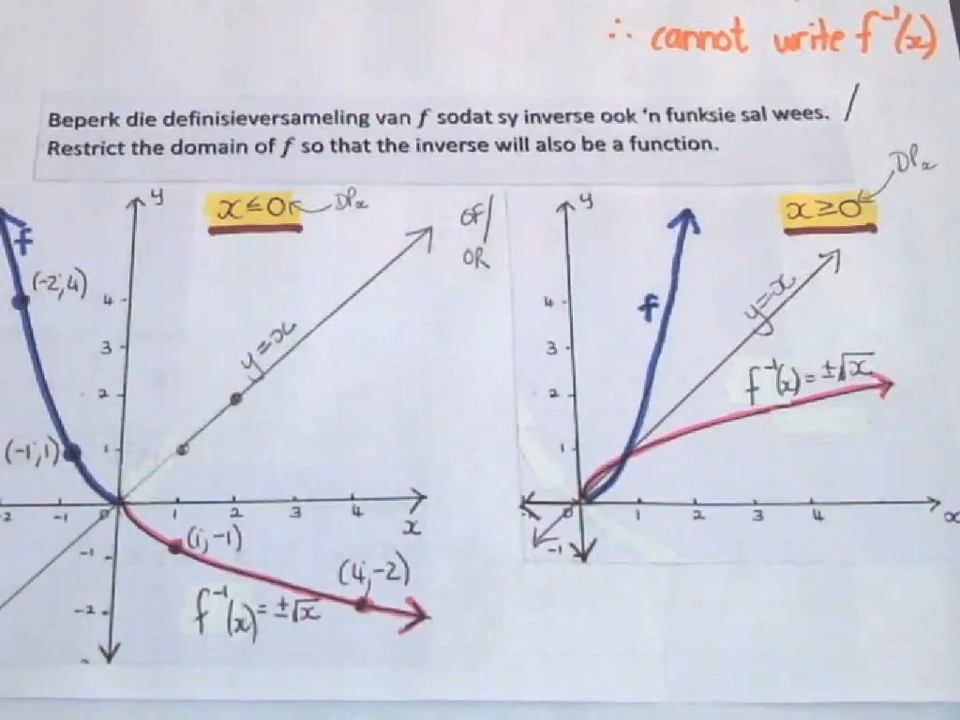 ∴ cannot write f⁻¹(x)
Beperk die definisieversameling van f sodat sy inverse ook 'n funksie sal wees. /
Restrict the domain of f so that the inverse will also be a function.
y
x ≤ 0
DPx
OF/
OR
f
(-2;4)
4
3
2
y=x
(-1;1)
-2 -1 0 1 2 3 4
x
-1
(1;-1)
(4;-2)
-2
f⁻¹(x)=±√x
y
x ≥ 0
DPx
f
y=x
4
3
2
1
f⁻¹(x)=±√x
0 1 2 3 4
x
-1